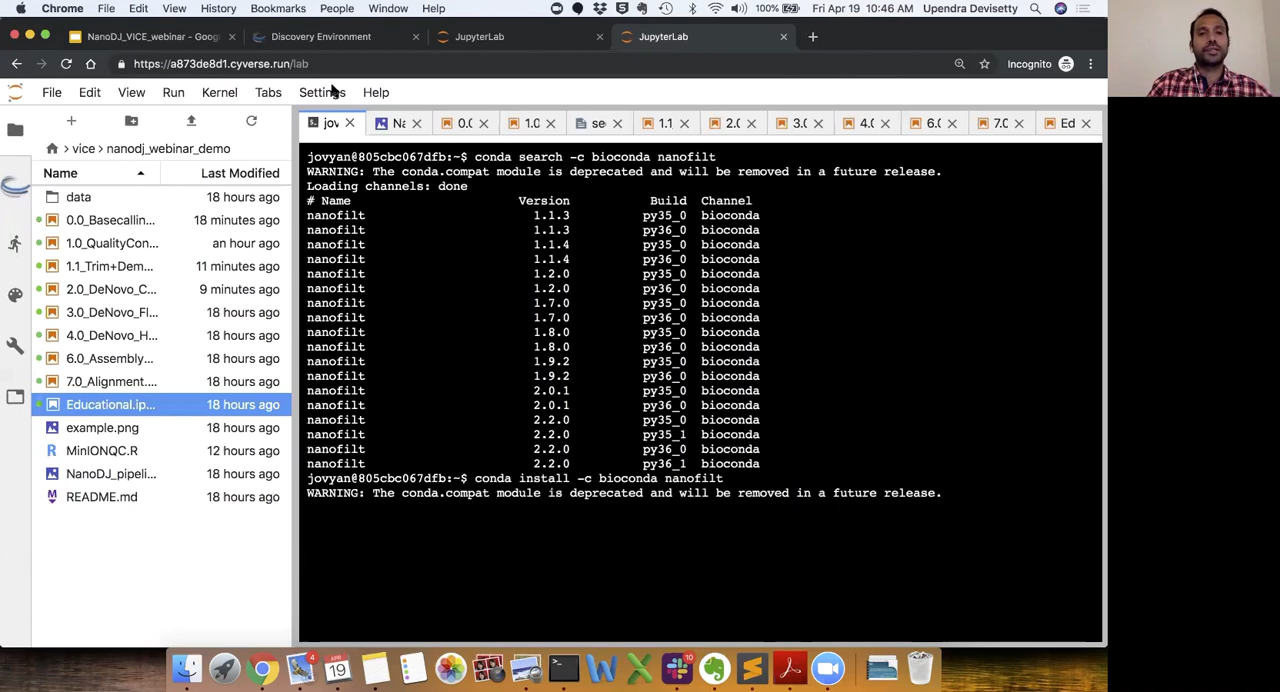 Chrome File Edit View History Bookmarks People Window Help 100% Fri Apr 19 10:46 AM Upendra Devisetty
NanoDJ_VICE_webinar - Goog Discovery Environment JupyterLab JupyterLab
https://a873de8d1.cyverse.run/lab Incognito
File Edit View Run Kernel Tabs Settings Help
jov Na 0.0 1.0 se 1.1 2.0 3.0 4.0 6.0 7.0 Ed
vice nanodj_webinar_demo
Name Last Modified
data 18 hours ago
0.0_Basecallin... 18 minutes ago
1.0_QualityCon... an hour ago
1.1_Trim+Dem... 11 minutes ago
2.0_DeNovo_C... 9 minutes ago
3.0_DeNovo_Fl... 18 hours ago
4.0_DeNovo_H... 18 hours ago
6.0_Assembly... 18 hours ago
7.0_Alignment.... 18 hours ago
Educational.ip... 18 hours ago
example.png 18 hours ago
MinIONQC.R 12 hours ago
NanoDJ_pipeli... 18 hours ago
README.md 18 hours ago
jovyan@805cbc067dfb:~$ conda search -c bioconda nanofilt
WARNING: The conda.compat module is deprecated and will be removed in a future release.
Loading channels: done
# Name Version Build Channel
nanofilt 1.1.3 py35_0 bioconda
nanofilt 1.1.3 py36_0 bioconda
nanofilt 1.1.4 py35_0 bioconda
nanofilt 1.1.4 py36_0 bioconda
nanofilt 1.2.0 py35_0 bioconda
nanofilt 1.2.0 py36_0 bioconda
nanofilt 1.7.0 py35_0 bioconda
nanofilt 1.7.0 py36_0 bioconda
nanofilt 1.8.0 py35_0 bioconda
nanofilt 1.8.0 py36_0 bioconda
nanofilt 1.9.2 py35_0 bioconda
nanofilt 1.9.2 py36_0 bioconda
nanofilt 2.0.1 py35_0 bioconda
nanofilt 2.0.1 py36_0 bioconda
nanofilt 2.2.0 py35_0 bioconda
nanofilt 2.2.0 py35_1 bioconda
nanofilt 2.2.0 py36_0 bioconda
nanofilt 2.2.0 py36_1 bioconda
jovyan@805cbc067dfb:~$ conda install -c bioconda nanofilt
WARNING: The conda.compat module is deprecated and will be removed in a future release.
4
APR
19
10